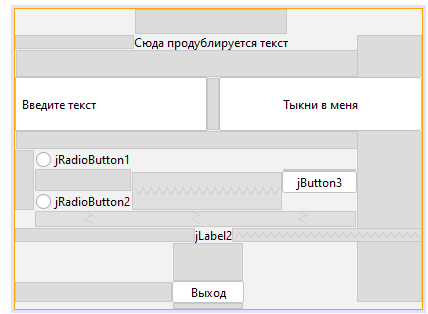 Сюда продублируется текст
Введите текст
Тыкни в меня
jRadioButton1
jButton3
jRadioButton2
jLabel2
Выход